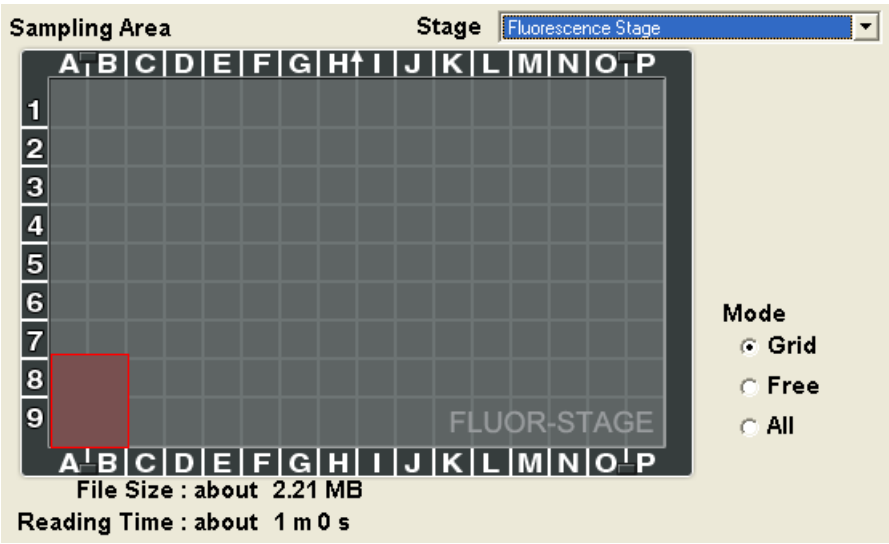 Sampling Area Stage Fluorescence Stage
A B C D E F G H I J K L M N O P
1
2
3
4
5
6
7
Mode
Grid
8
Free
9
FLUOR-STAGE
All
A B C D E F G H I J K L M N O P
File Size : about 2.21 MB
Reading Time : about 1 m 0 s